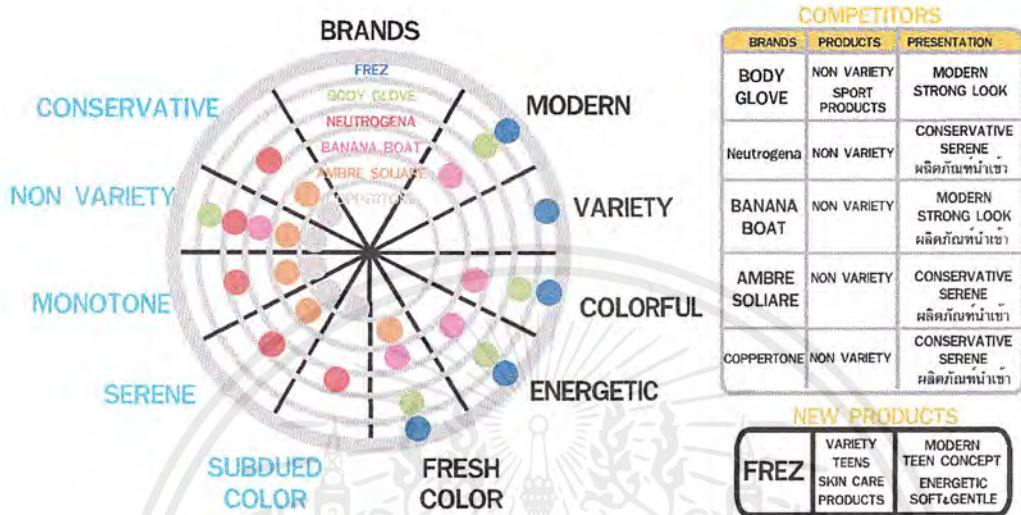 BRANDS
FREZ
BODY GLOVE
NEUTROGENA
BANANA BOAT
AMBRE SOLIARE
COPPERTONE
CONSERVATIVE
NON VARIETY
MONOTONE
SERENE
SUBDUED
COLOR
MODERN
VARIETY
COLORFUL
ENERGETIC
FRESH
COLOR
COMPETITORS
BRANDS PRODUCTS PRESENTATION
BODY
GLOVE
NON VARIETY
SPORT
PRODUCTS
MODERN
STRONG LOOK
Neutrogena
NON VARIETY
CONSERVATIVE
SERENE
ผลิตภัณฑ์นำเข้า
BANANA
BOAT
NON VARIETY
MODERN
STRONG LOOK
ผลิตภัณฑ์นำเข้า
AMBRE
SOLIARE
NON VARIETY
CONSERVATIVE
SERENE
ผลิตภัณฑ์นำเข้า
COPPERTONE
NON VARIETY
CONSERVATIVE
SERENE
ผลิตภัณฑ์นำเข้า
NEW PRODUCTS
FREZ
VARIETY
TEENS
SKIN CARE
PRODUCTS
MODERN
TEEN CONCEPT
ENERGETIC
SOFT&GENTLE